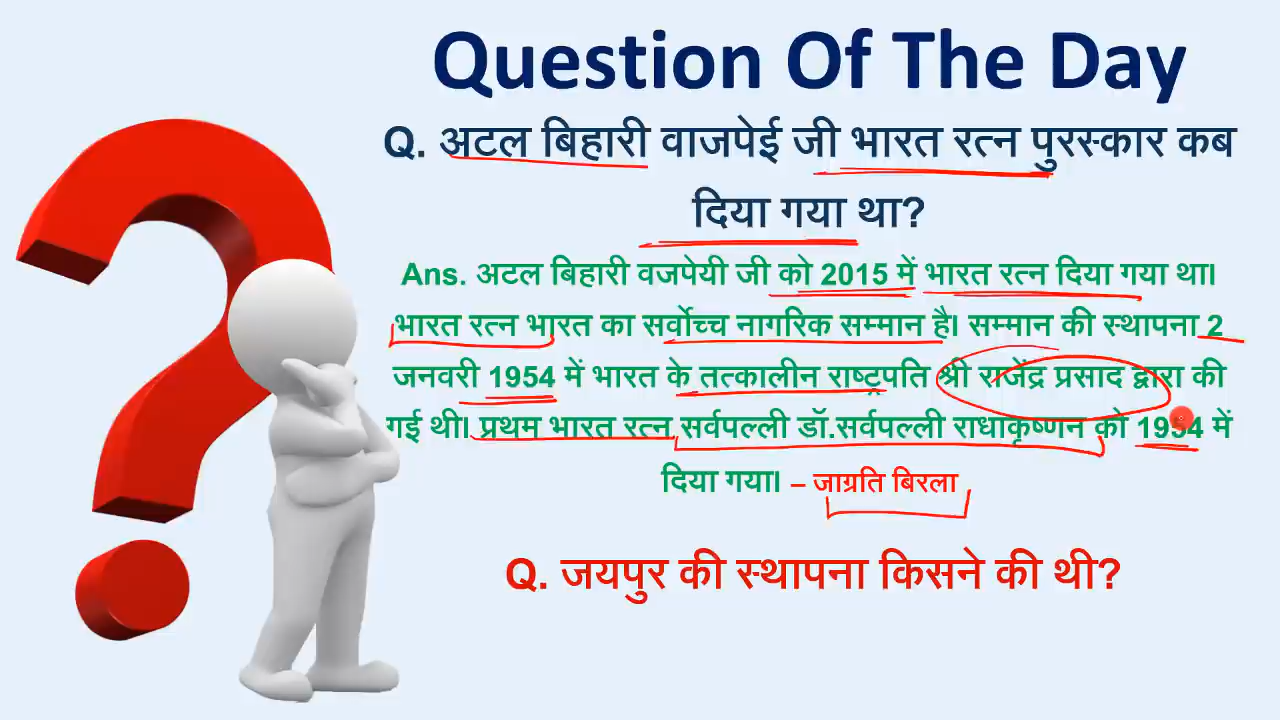 Question Of The Day
Q. अटल बिहारी वाजपेई जी भारत रत्न पुरस्कार कब
दिया गया था?
Ans. अटल बिहारी वजपेयी जी को 2015 में भारत रत्न दिया गया था।
भारत रत्न भारत का सर्वोच्च नागरिक सम्मान है। सम्मान की स्थापना 2
जनवरी 1954 में भारत के तत्कालीन राष्ट्रपति श्री राजेंद्र प्रसाद द्वारा की
गई थी। प्रथम भारत रत्न सर्वपल्ली डॉ.सर्वपल्ली राधाकृष्णन को 1954 में
दिया गया। – जाग्रति बिरला
Q. जयपुर की स्थापना किसने की थी?